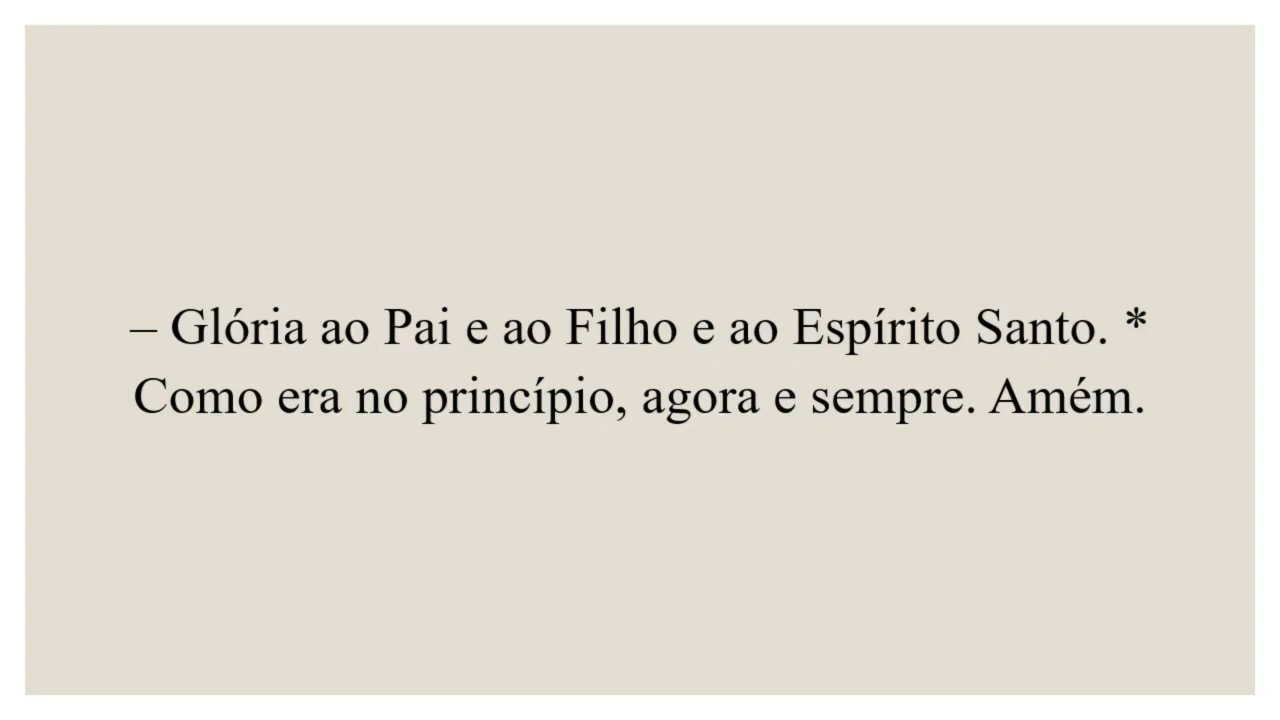 – Glória ao Pai e ao Filho e ao Espírito Santo. *
Como era no princípio, agora e sempre. Amém.